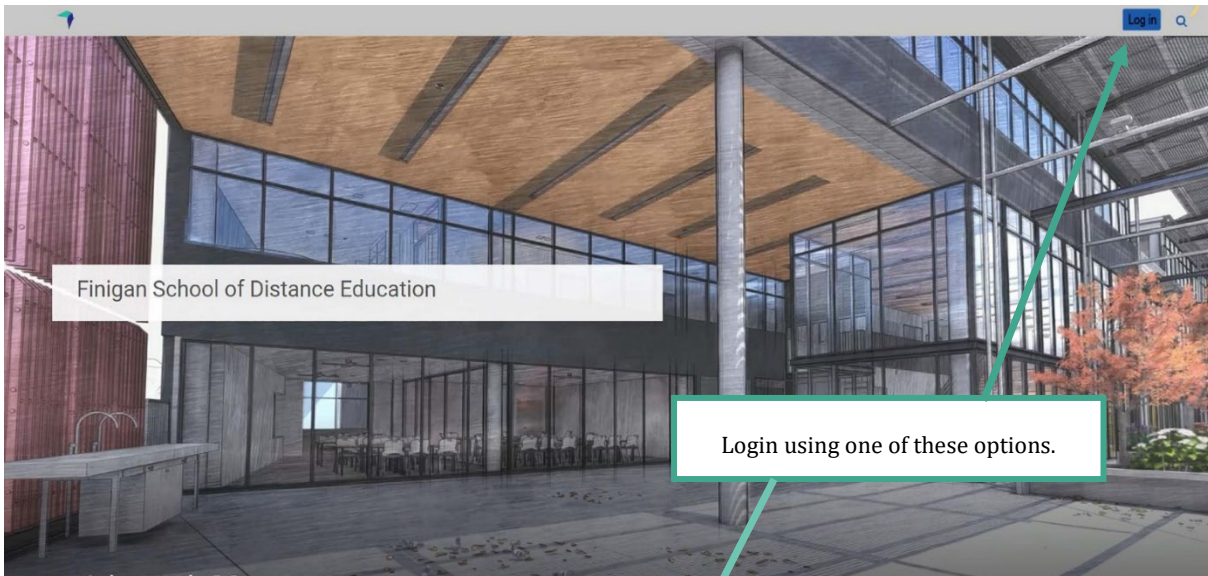 Log in
Finigan School of Distance Education
Login using one of these options.